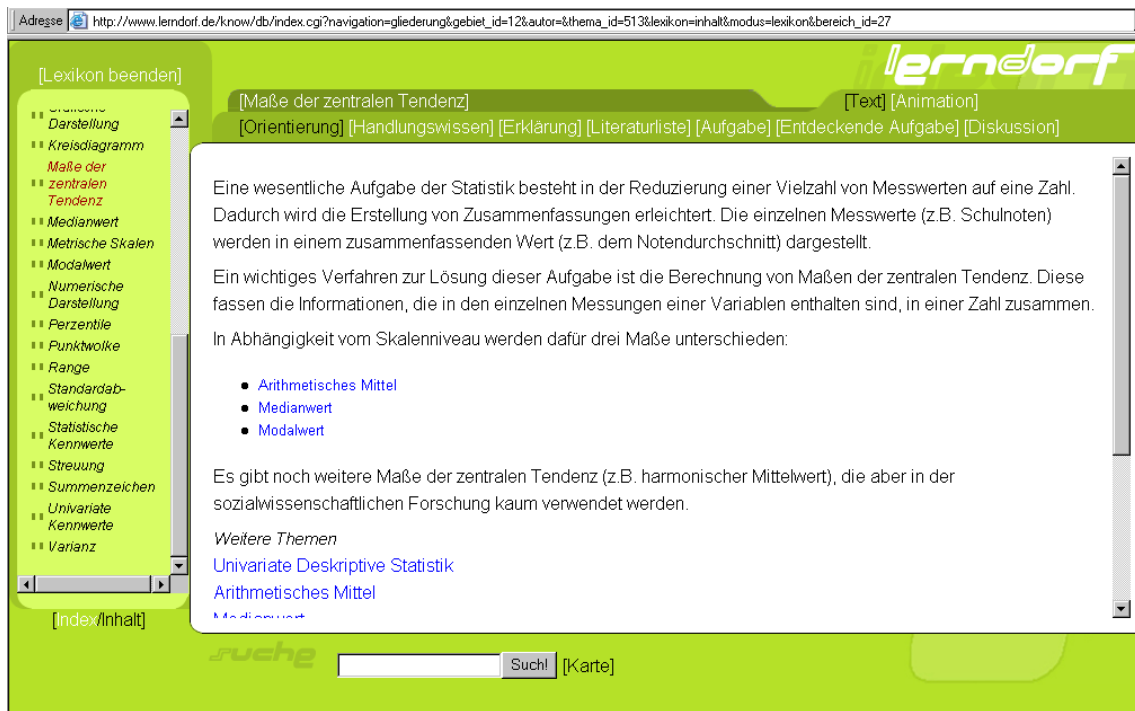 Adresse http://www.lerndorf.de/know/db/index.cgi?navigation=gliederung&gebiet_id=12&autor=&thema_id=513&lexikon=inhalt&modus=lexikon&bereich_id=27
[Lexikon beenden]
lerndorf
[Maße der zentralen Tendenz]
[Text] [Animation]
[Orientierung] [Handlungswissen] [Erklärung] [Literaturliste] [Aufgabe] [Entdeckende Aufgabe] [Diskussion]
Darstellung
Kreisdiagramm
Maße der
zentralen
Tendenz
Medianwert
Metrische Skalen
Modalwert
Numerische
Darstellung
Perzentile
Punktwolke
Range
Standardab-
weichung
Statistische
Kennwerte
Streuung
Summenzeichen
Univariate
Kennwerte
Varianz
[Index/Inhalt]
Eine wesentliche Aufgabe der Statistik besteht in der Reduzierung einer Vielzahl von Messwerten auf eine Zahl.
Dadurch wird die Erstellung von Zusammenfassungen erleichtert. Die einzelnen Messwerte (z.B. Schulnoten)
werden in einem zusammenfassenden Wert (z.B. dem Notendurchschnitt) dargestellt.
Ein wichtiges Verfahren zur Lösung dieser Aufgabe ist die Berechnung von Maßen der zentralen Tendenz. Diese
fassen die Informationen, die in den einzelnen Messungen einer Variablen enthalten sind, in einer Zahl zusammen.
In Abhängigkeit vom Skalenniveau werden dafür drei Maße unterschieden:
Arithmetisches Mittel
Medianwert
Modalwert
Es gibt noch weitere Maße der zentralen Tendenz (z.B. harmonischer Mittelwert), die aber in der
sozialwissenschaftlichen Forschung kaum verwendet werden.
Weitere Themen
Univariate Deskriptive Statistik
Arithmetisches Mittel
suche
Such! [Karte]